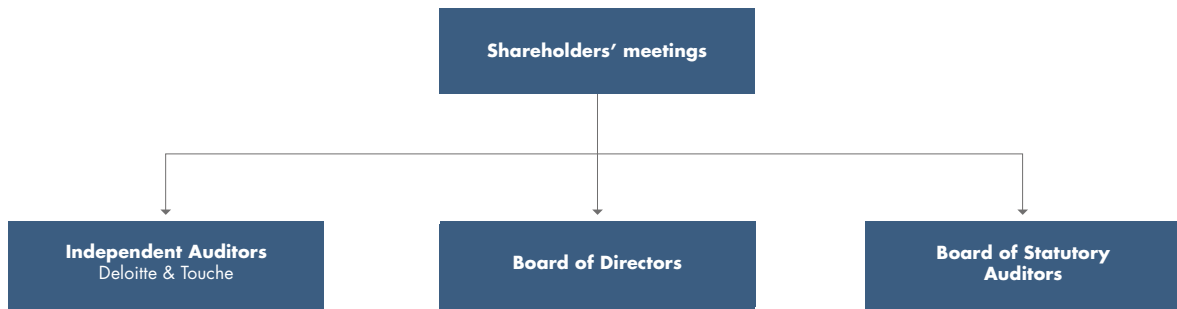 Shareholders’ meetings
Independent Auditors
Deloitte & Touche
Board of Directors
Board of Statutory
Auditors